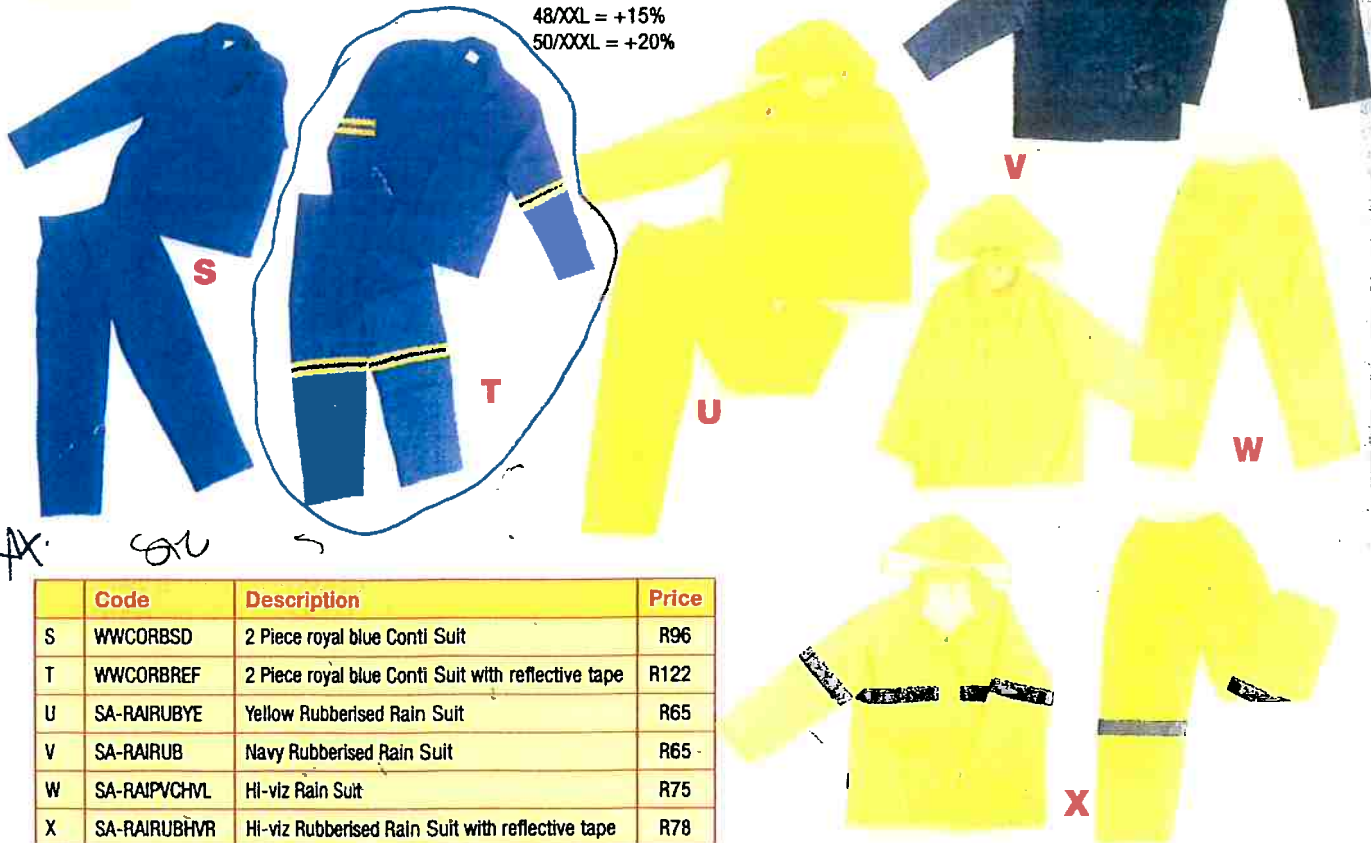 48/XXL = +15%
50/XXXL = +20%
S
T
U
V
W
X
Code Description Price
S WWCORBSD 2 Piece royal blue Conti Suit R96
T WWCORBREF 2 Piece royal blue Conti Suit with reflective tape R122
U SA-RAIRUBYE Yellow Rubberised Rain Suit R65
V SA-RAIRUB Navy Rubberised Rain Suit R65
W SA-RAIPVCHVL Hi-viz Rain Suit R75
X SA-RAIRUBHVR Hi-viz Rubberised Rain Suit with reflective tape R78